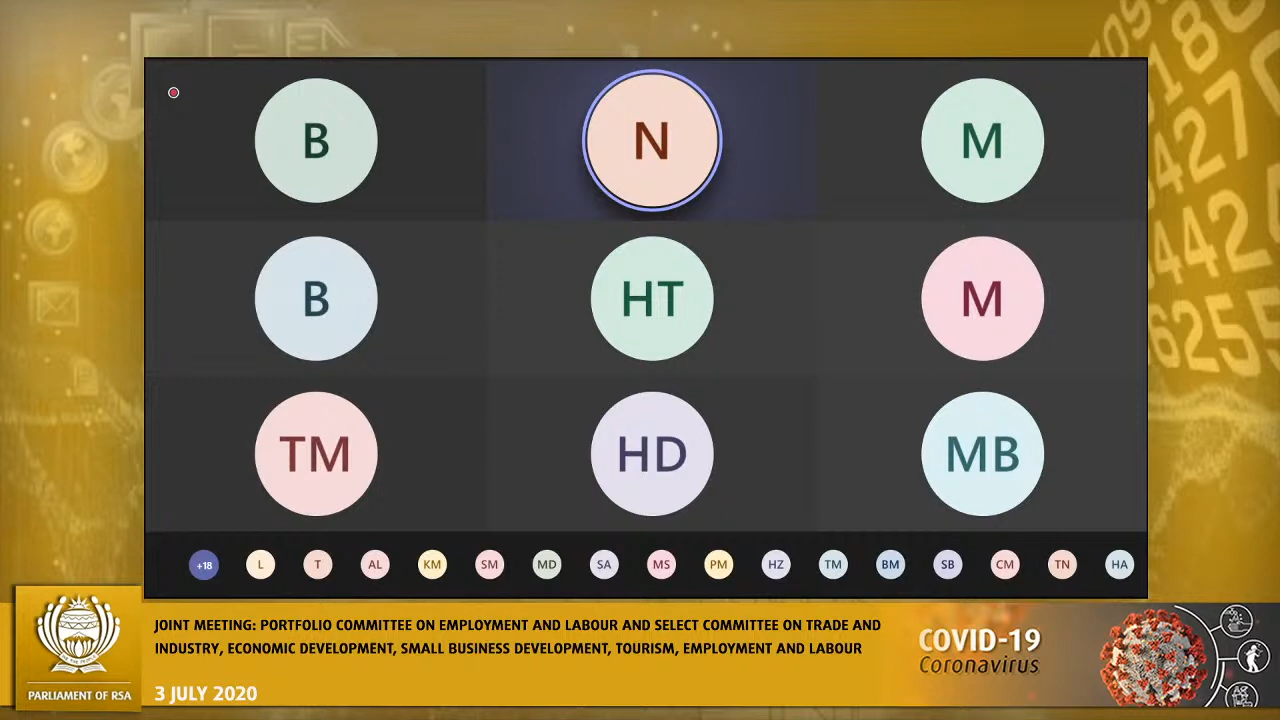 B
N
M
B
HT
M
TM
HD
MB
+18 L T AL KM SM MD SA MS PM HZ TM BM SB CM TN HA
JOINT MEETING: PORTFOLIO COMMITTEE ON EMPLOYMENT AND LABOUR AND SELECT COMMITTEE ON TRADE AND
INDUSTRY, ECONOMIC DEVELOPMENT, SMALL BUSINESS DEVELOPMENT, TOURISM, EMPLOYMENT AND LABOUR
3 JULY 2020
PARLIAMENT OF RSA
COVID-19
Coronavirus